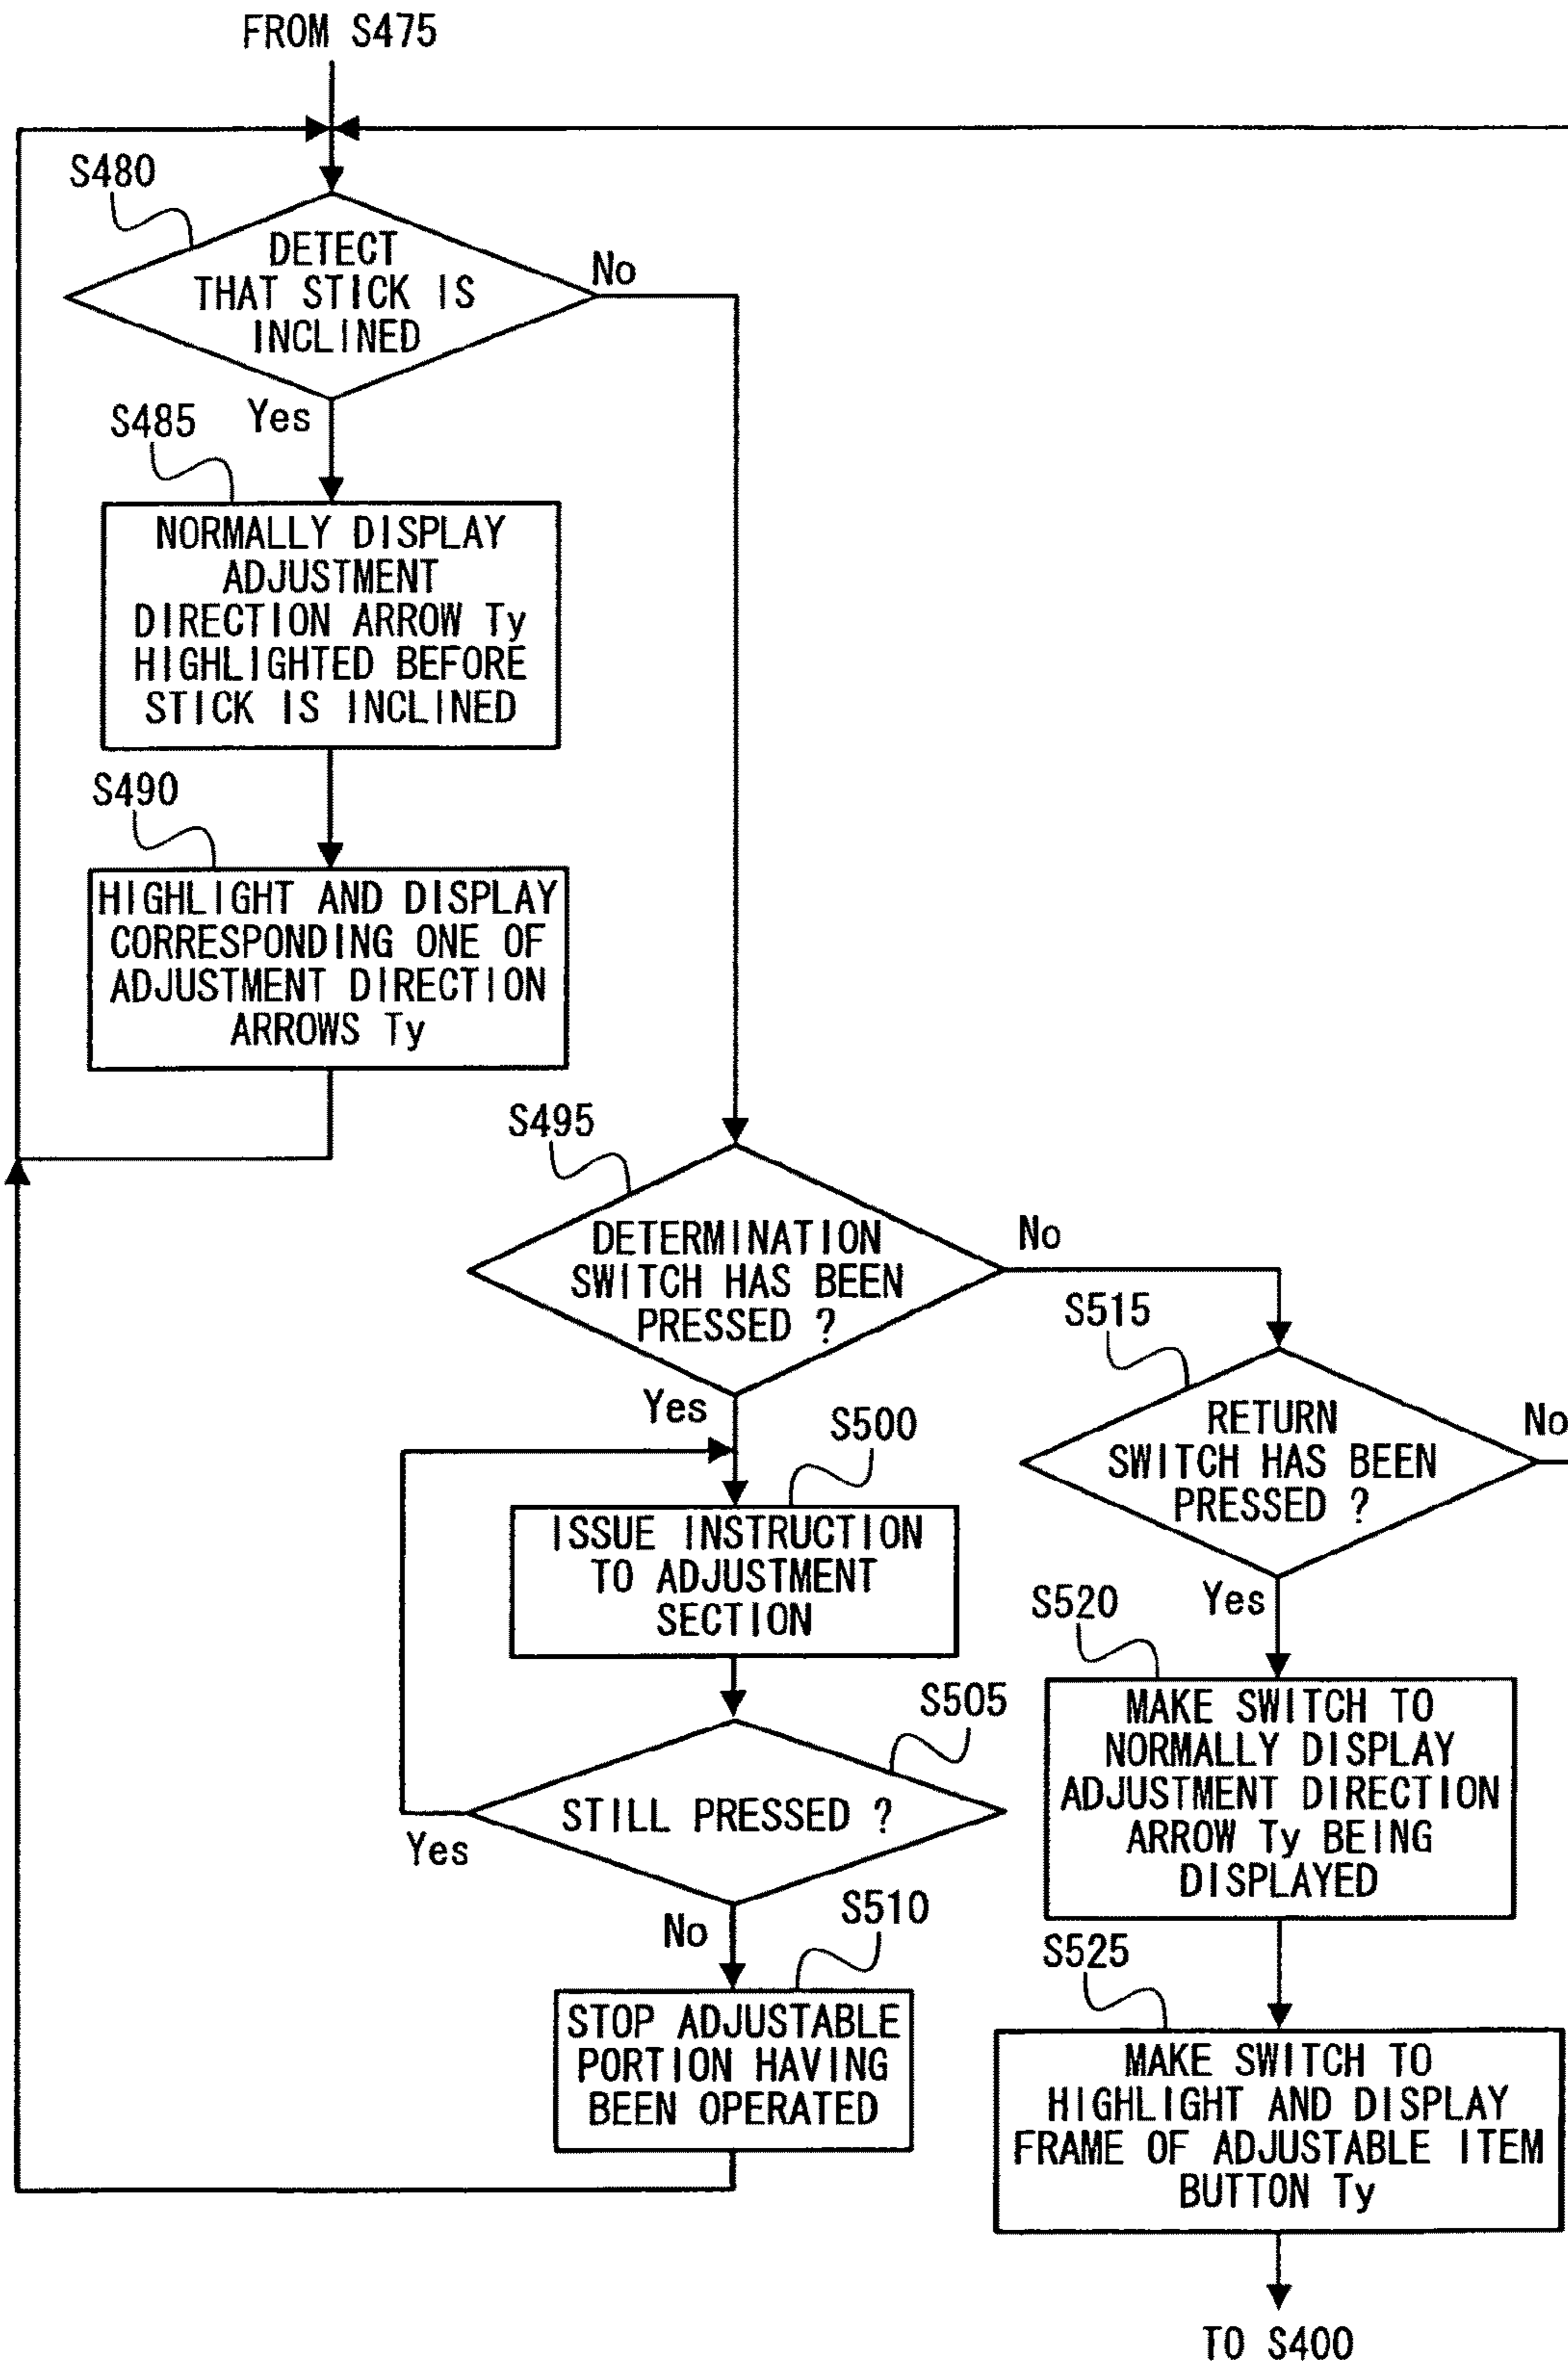 FROM S475
S480
DETECT
THAT STICK IS
INCLINED
No
Yes
S485
NORMALLY DISPLAY
ADJUSTMENT
DIRECTION ARROW Ty
HIGHLIGHTED BEFORE
STICK IS INCLINED
S490
HIGHLIGHT AND DISPLAY
CORRESPONDING ONE OF
ADJUSTMENT DIRECTION
ARROWS Ty
S495
DETERMINATION
SWITCH HAS BEEN
PRESSED ?
No
Yes
S500
ISSUE INSTRUCTION
TO ADJUSTMENT
SECTION
S505
STILL PRESSED ?
Yes
No
S510
STOP ADJUSTABLE
PORTION HAVING
BEEN OPERATED
S515
RETURN
SWITCH HAS BEEN
PRESSED ?
No
Yes
S520
MAKE SWITCH TO
NORMALLY DISPLAY
ADJUSTMENT DIRECTION
ARROW Ty BEING
DISPLAYED
S525
MAKE SWITCH TO
HIGHLIGHT AND DISPLAY
FRAME OF ADJUSTABLE ITEM
BUTTON Ty
TO S400